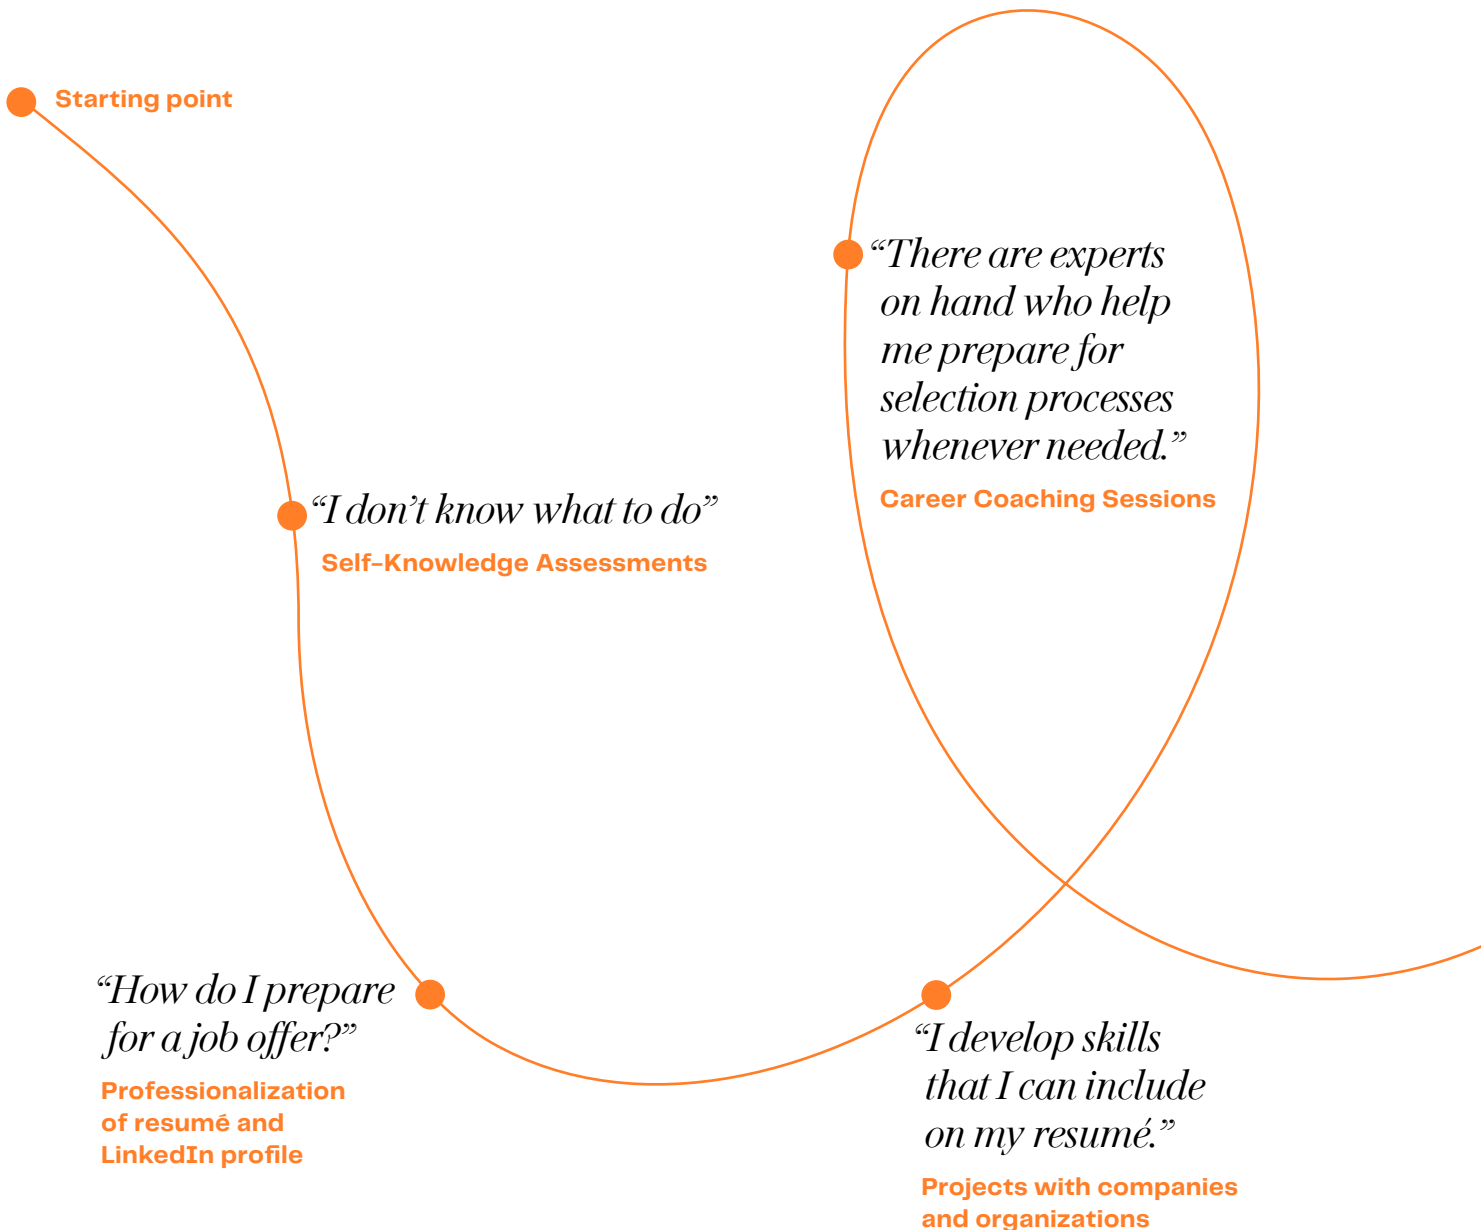 Starting point
“I don’t know what to do”
Self-Knowledge Assessments
“How do I prepare
for a job offer?”
Professionalization
of resumé and
LinkedIn profile
“I develop skills
that I can include
on my resumé.”
Projects with companies
and organizations
“There are experts
on hand who help
me prepare for
selection processes
whenever needed.”
Career Coaching Sessions